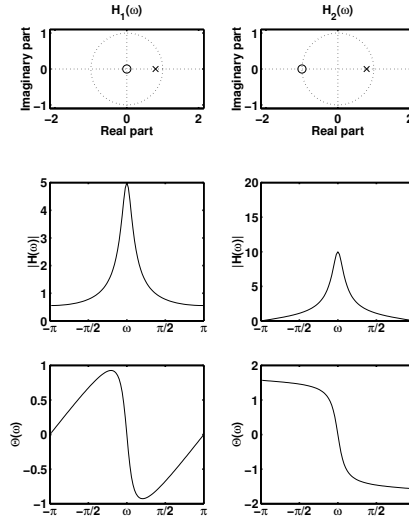 H1(ω)
H2(ω)
Imaginary part
1
0
−1
−2
0
2
Real part
Imaginary part
1
0
−1
−2
0
2
Real part
|H(ω)|
5
4
3
2
1
0
−π
−π/2
ω
π/2
π
|H(ω)|
20
15
10
5
0
−π
−π/2
ω
π/2
Θ(ω)
1
0.5
0
−0.5
−1
−π
−π/2
ω
π/2
π
Θ(ω)
2
1
0
−1
−2
−π
−π/2
ω
π/2